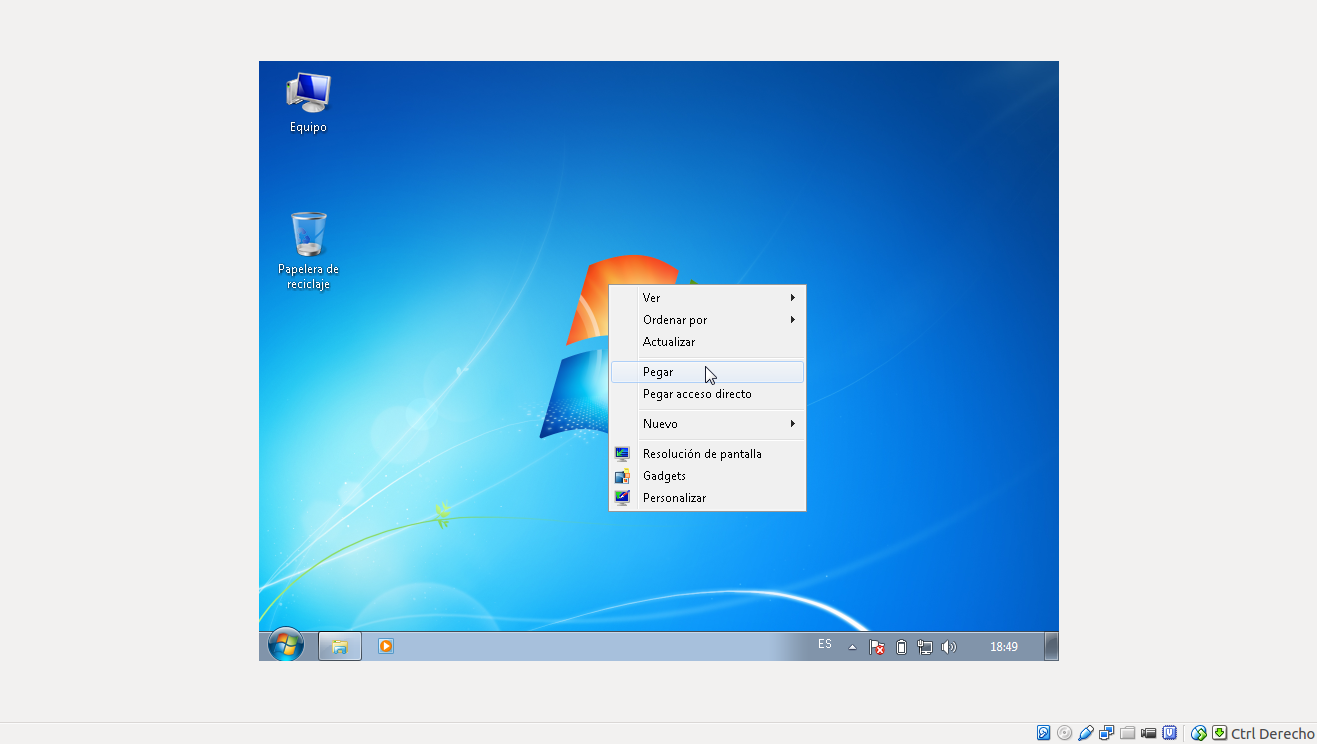 Equipo
Papelera de
reciclaje
Ver
Ordenar por
Actualizar
Pegar
Pegar acceso directo
Nuevo
Resolución de pantalla
Gadgets
Personalizar
ES
18:49
Ctrl Derecho